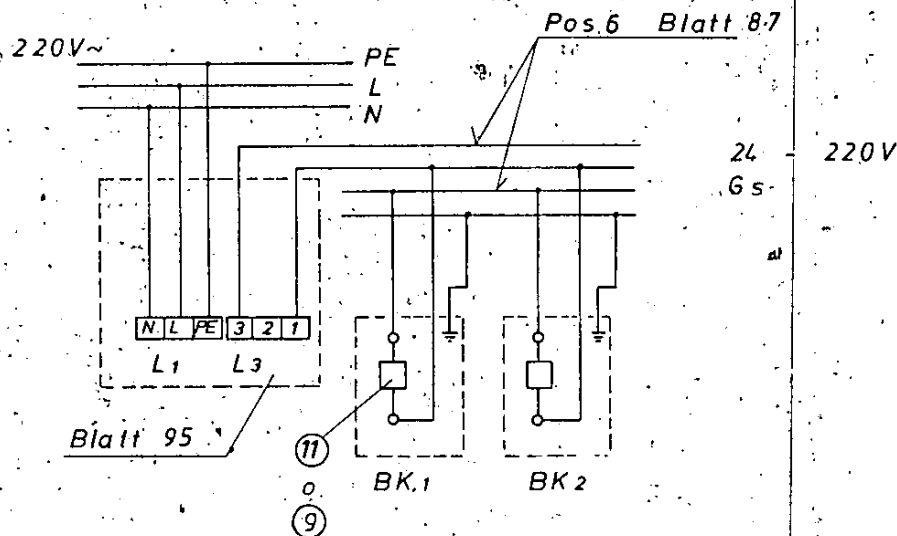 Pos.6 Blatt 8.7
220V~
PE
L
N
24 - 220V
Gs-
N L PE 3 2 1
L1 L3
Blatt 95
11
o
9
BK.1
BK2